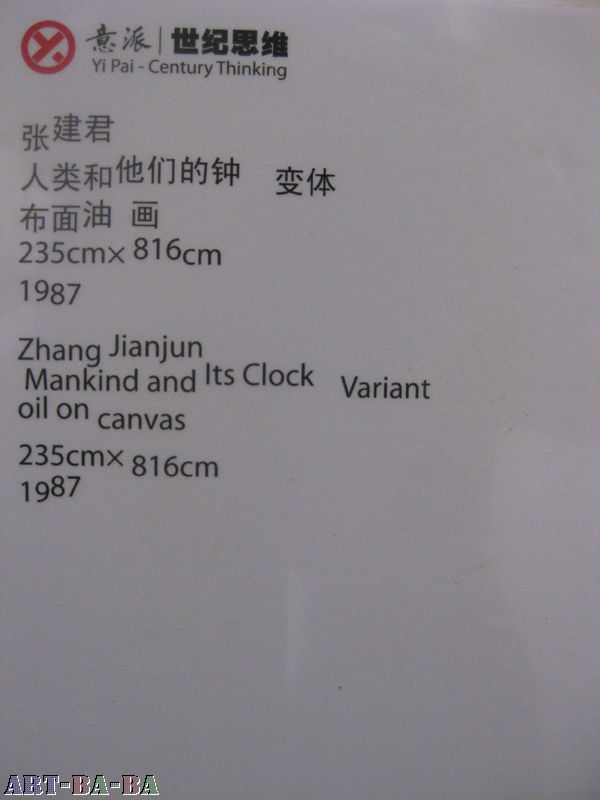 意派 | 世纪思维
Yi Pai - Century Thinking
张建君
人类和他们的钟 变体
布面油 画
235cm× 816cm
1987
Zhang Jianjun
Mankind and Its Clock Variant
oil on canvas
235cm× 816cm
1987
ART-BA-BA